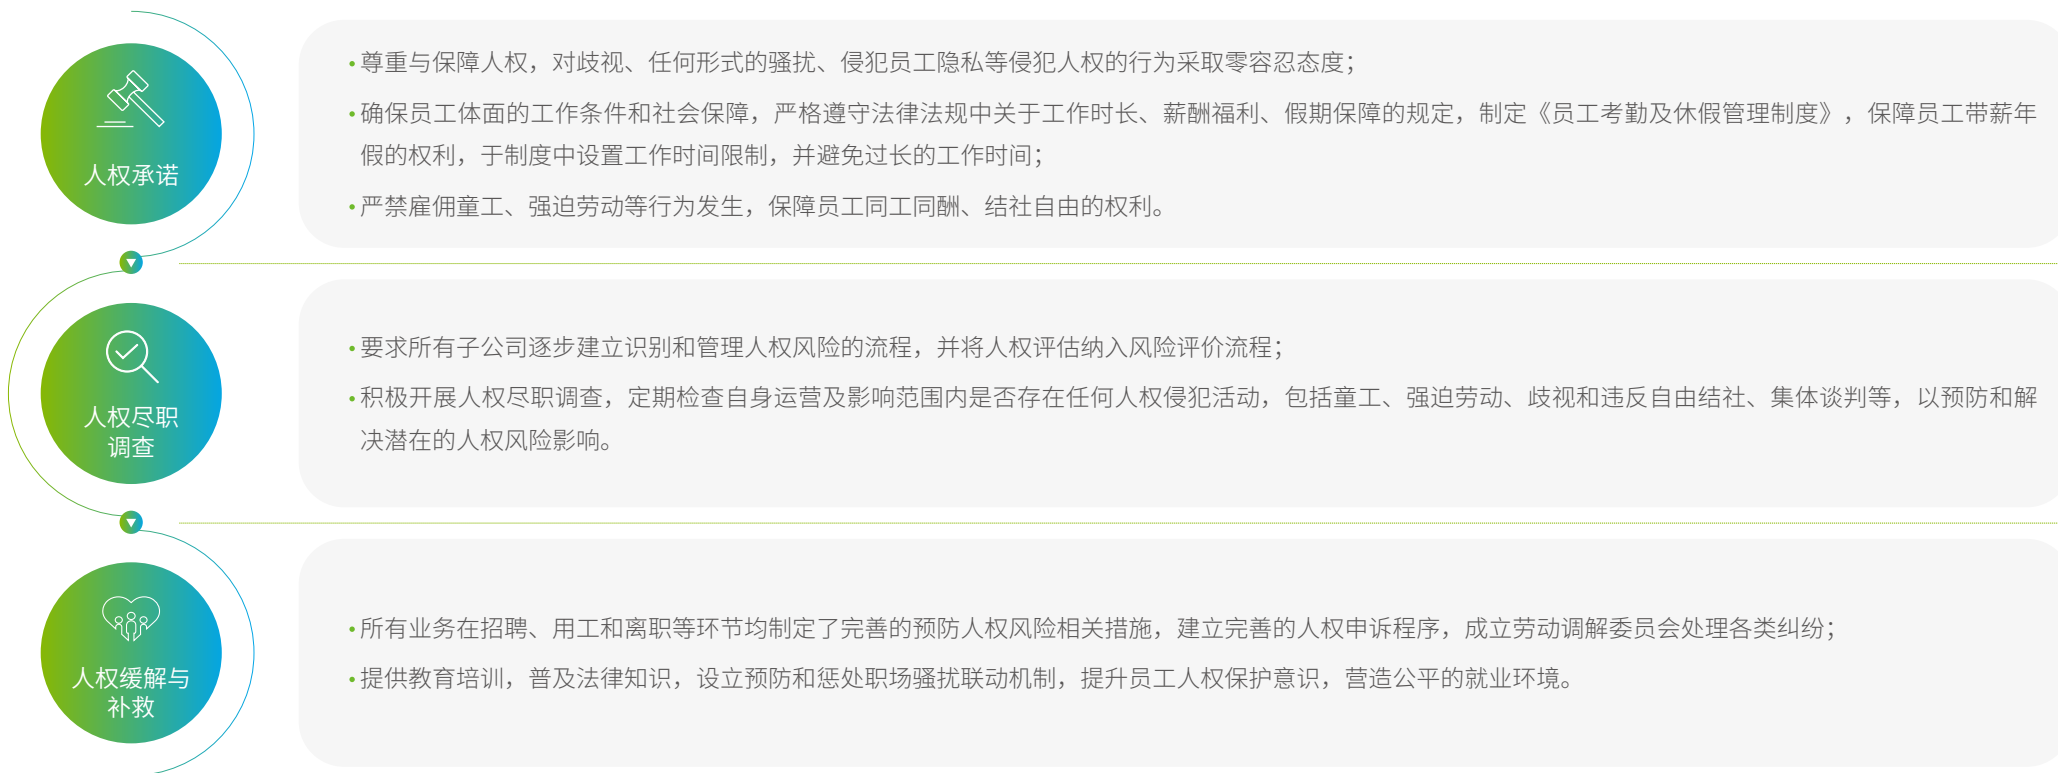 人权承诺
•尊重与保障人权，对歧视、任何形式的骚扰、侵犯员工隐私等侵犯人权的行为采取零容忍态度；
•确保员工体面的工作条件和社会保障，严格遵守法律法规中关于工作时长、薪酬福利、假期保障的规定，制定《员工考勤及休假管理制度》，保障员工带薪年
假的权利，于制度中设置工作时间限制，并避免过长的工作时间；
•严禁雇佣童工、强迫劳动等行为发生，保障员工同工同酬、结社自由的权利。
人权尽职
调查
•要求所有子公司逐步建立识别和管理人权风险的流程，并将人权评估纳入风险评价流程；
•积极开展人权尽职调查，定期检查自身运营及影响范围内是否存在任何人权侵犯活动，包括童工、强迫劳动、歧视和违反自由结社、集体谈判等，以预防和解
决潜在的人权风险影响。
人权缓解与
补救
•所有业务在招聘、用工和离职等环节均制定了完善的预防人权风险相关措施，建立完善的人权申诉程序，成立劳动调解委员会处理各类纠纷；
•提供教育培训，普及法律知识，设立预防和惩处职场骚扰联动机制，提升员工人权保护意识，营造公平的就业环境。